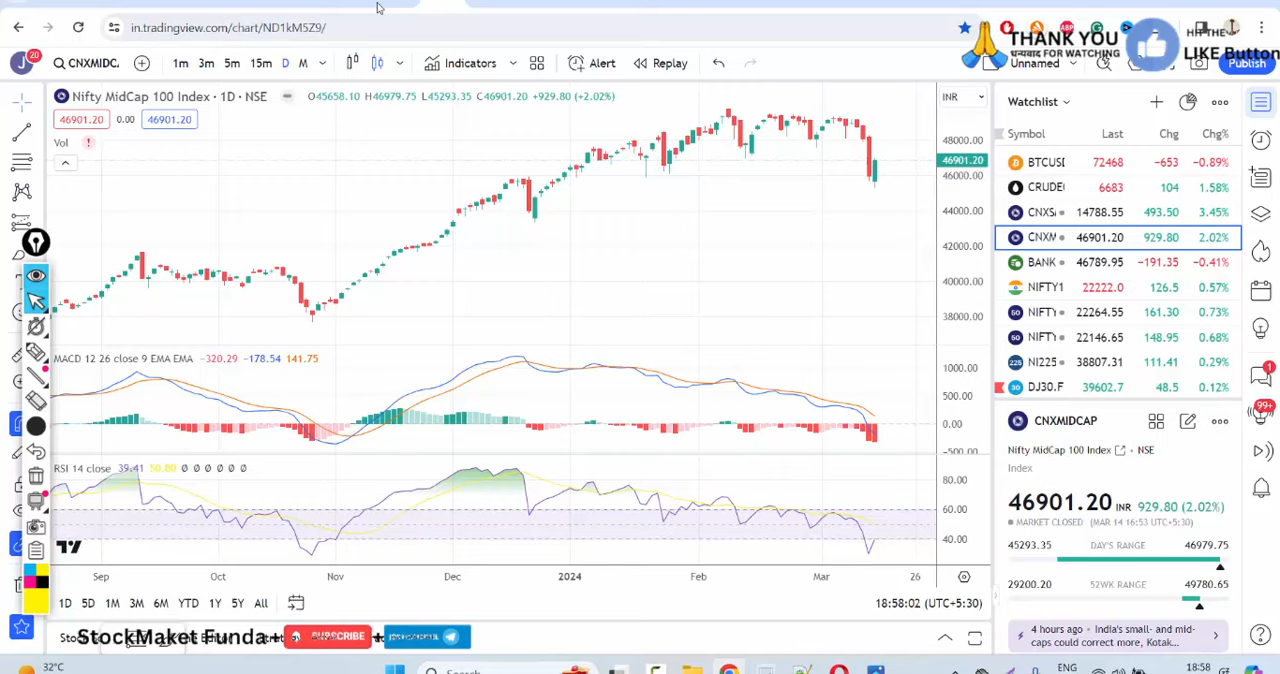 in.tradingview.com/chart/ND1kM5Z9/
THANK YOU
धन्यवाद FOR WATCHING
HIT THE
LIKE Button
J 20
CNXMIDC.
1m 3m 5m 15m D M
Indicators
Alert
Replay
Unnamed
Publish
Nifty MidCap 100 Index · 1D · NSE
O45658.10 H46979.75 L45293.35 C46901.20 +929.80 (+2.02%)
46901.20 0.00 46901.20
Vol
INR
48000.00
46901.20
46000.00
44000.00
42000.00
40000.00
38000.00
MACD 12 26 close 9 EMA EMA −320.29 −178.54 141.75
1000.00
500.00
0.00
−500.00
RSI 14 close 39.41 50.80 Ø Ø Ø Ø Ø Ø
80.00
60.00
40.00
Sep Oct Nov Dec 2024 Feb Mar 26
1D 5D 1M 3M 6M YTD 1Y 5Y All
18:58:02 (UTC+5:30)
StockMaket Funda + SUBSCRIBE +
Watchlist
Symbol Last Chg Chg%
BTCUSI 72468 −653 −0.89%
CRUDE 6683 104 1.58%
CNXS 14788.55 493.50 3.45%
CNXM 46901.20 929.80 2.02%
BANK 46789.95 −191.35 −0.41%
NIFTY1 22222.0 126.5 0.57%
NIFTY 22264.55 161.30 0.73%
NIFTY 22146.65 148.95 0.68%
NI225 38807.31 111.41 0.29%
DJ30.F 39602.7 48.5 0.12%
CNXMIDCAP
Nifty MidCap 100 Index · NSE
Index
46901.20 INR 929.80 (2.02%)
MARKET CLOSED (MAR 14 16:53 UTC+5:30)
45293.35 DAY'S RANGE 46979.75
29200.20 52WK RANGE 49780.65
4 hours ago · India's small- and mid-
caps could correct more, Kotak...
1
99+
32°C
Search
ENG
18:58